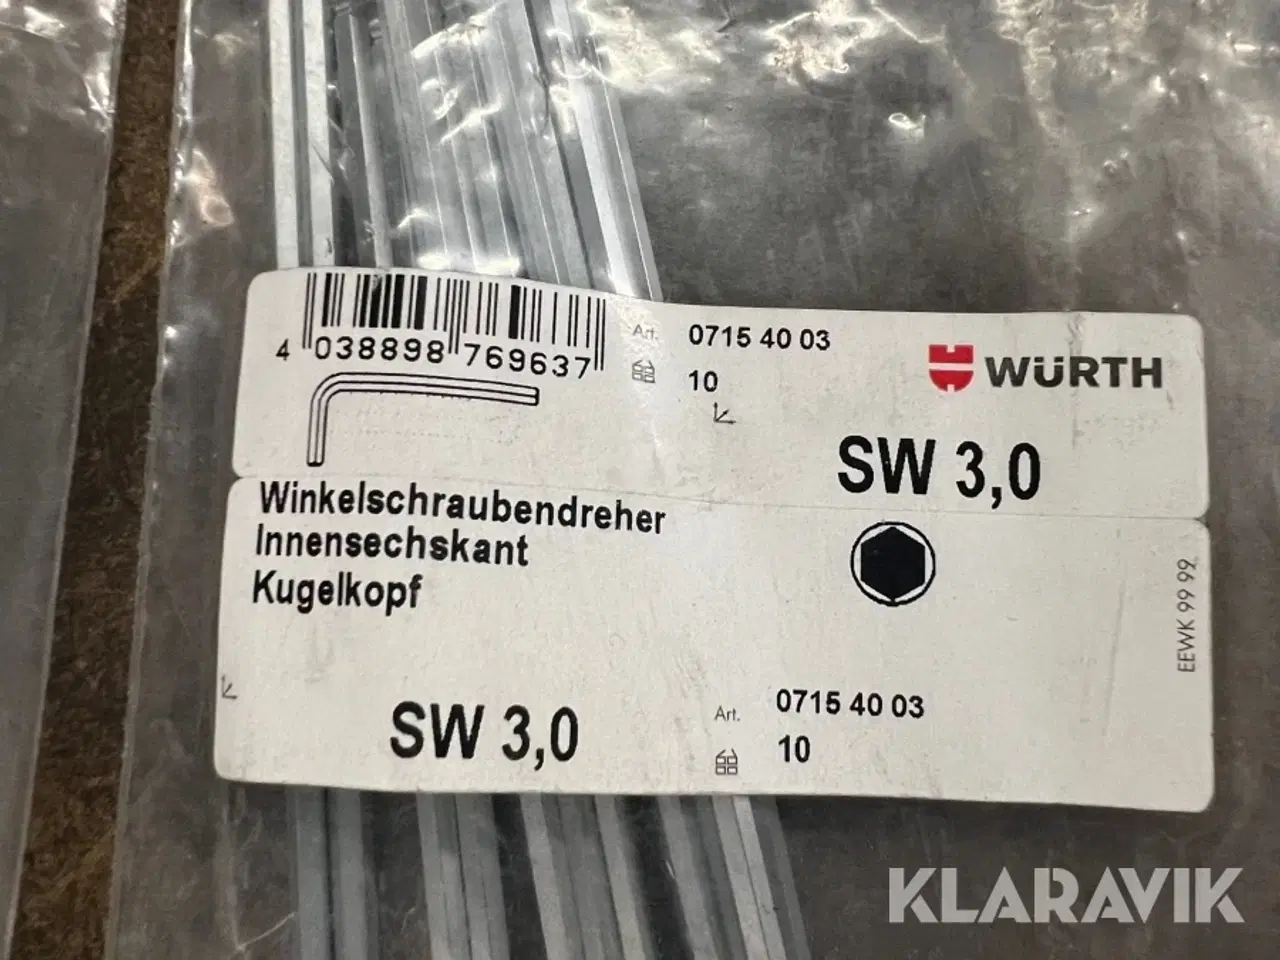 4 038898 769637
Art. 0715 40 03
10
WÜRTH
SW 3,0
Winkelschraubendreher
Innensechskant
Kugelkopf
EEWK 99 99
SW 3,0
Art. 0715 40 03
10
KLARAVIK